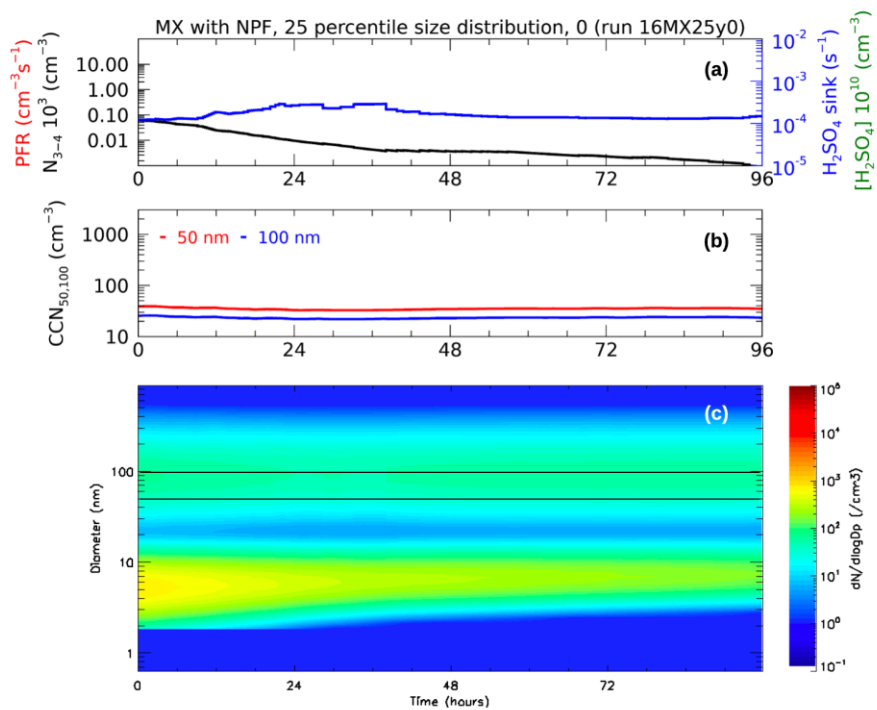 MX with NPF, 25 percentile size distribution, 0 (run 16MX25y0)
PFR (cm⁻³s⁻¹)
N₃₋₄ 10³ (cm⁻³)
10.00
1.00
0.10
0.01
(a)
10⁻²
10⁻³
10⁻⁴
10⁻⁵
H₂SO₄ sink (s⁻¹)
[H₂SO₄] 10¹⁰ (cm⁻³)
0 24 48 72 96
CCN₅₀,₁₀₀ (cm⁻³)
1000
100
10
50 nm 100 nm
(b)
0 24 48 72 96
Diameter (nm)
100
10
1
(c)
0 24 48 72
Time (hours)
10⁴
10³
10²
10¹
10⁰
10⁻¹
dN/dlogDp (/cm3)